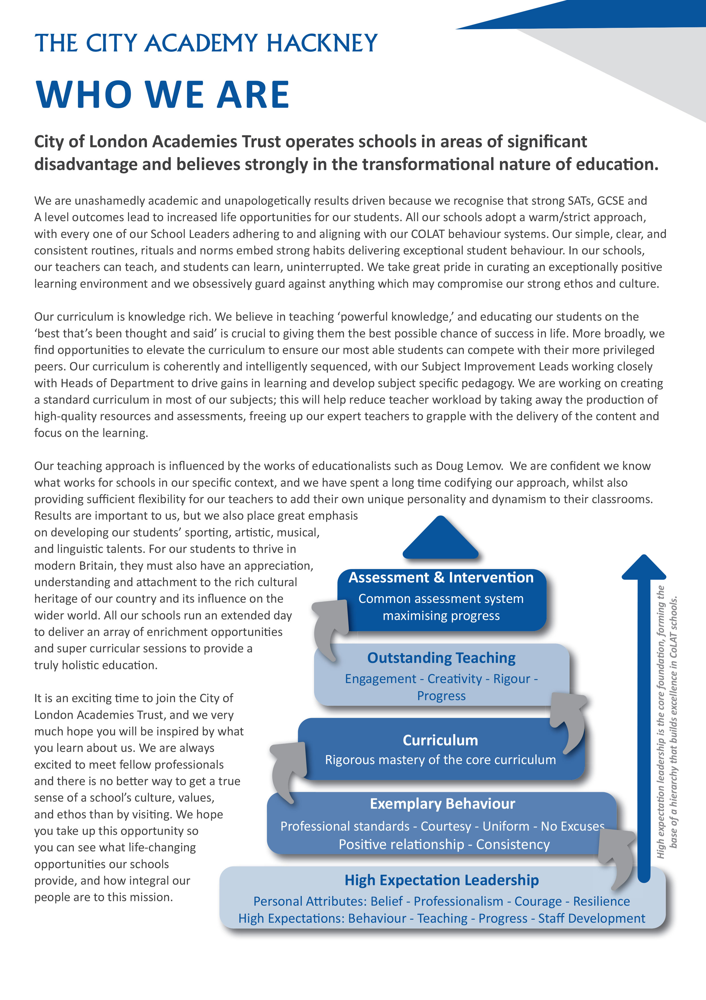 THE CITY ACADEMY HACKNEY
WHO WE ARE
City of London Academies Trust operates schools in areas of significant
disadvantage and believes strongly in the transformational nature of education.
We are unashamedly academic and unapologetically results driven because we recognise that strong SATs, GCSE and
A level outcomes lead to increased life opportunities for our students. All our schools adopt a warm/strict approach,
with every one of our School Leaders adhering to and aligning with our COLAT behaviour systems. Our simple, clear, and
consistent routines, rituals and norms embed strong habits delivering exceptional student behaviour. In our schools,
our teachers can teach, and students can learn, uninterrupted. We take great pride in curating an exceptionally positive
learning environment and we obsessively guard against anything which may compromise our strong ethos and culture.
Our curriculum is knowledge rich. We believe in teaching ‘powerful knowledge,’ and educating our students on the
‘best that’s been thought and said’ is crucial to giving them the best possible chance of success in life. More broadly, we
find opportunities to elevate the curriculum to ensure our most able students can compete with their more privileged
peers. Our curriculum is coherently and intelligently sequenced, with our Subject Improvement Leads working closely
with Heads of Department to drive gains in learning and develop subject specific pedagogy. We are working on creating
a standard curriculum in most of our subjects; this will help reduce teacher workload by taking away the production of
high-quality resources and assessments, freeing up our expert teachers to grapple with the delivery of the content and
focus on the learning.
Our teaching approach is influenced by the works of educationalists such as Doug Lemov.  We are confident we know
what works for schools in our specific context, and we have spent a long time codifying our approach, whilst also
providing sufficient flexibility for our teachers to add their own unique personality and dynamism to their classrooms.
Results are important to us, but we also place great emphasis
on developing our students’ sporting, artistic, musical,
and linguistic talents. For our students to thrive in
modern Britain, they must also have an appreciation,
understanding and attachment to the rich cultural
heritage of our country and its influence on the
wider world. All our schools run an extended day
to deliver an array of enrichment opportunities
and super curricular sessions to provide a
truly holistic education.
It is an exciting time to join the City of
London Academies Trust, and we very
much hope you will be inspired by what
you learn about us. We are always
excited to meet fellow professionals
and there is no better way to get a true
sense of a school’s culture, values,
and ethos than by visiting. We hope
you take up this opportunity so
you can see what life-changing
opportunities our schools
provide, and how integral our
people are to this mission.
Assessment & Intervention
Common assessment system
maximising progress
Outstanding Teaching
Engagement - Creativity - Rigour -
Progress
Curriculum
Rigorous mastery of the core curriculum
Exemplary Behaviour
Professional standards - Courtesy - Uniform - No Excuses
Positive relationship - Consistency
High Expectation Leadership
Personal Attributes: Belief - Professionalism - Courage - Resilience
High Expectations: Behaviour - Teaching - Progress - Staff Development
High expectation leadership is the core foundation, forming the
base of a hierarchy that builds excellence in CoLAT schools.